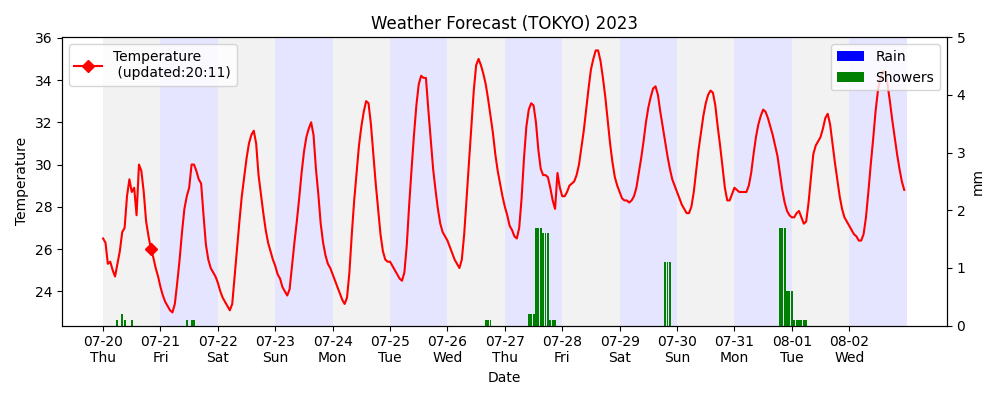 Weather Forecast (TOKYO) 2023
Temperature
(updated:20:11)
Rain
Showers
36
34
32
30
28
26
24
Temperature
5
4
3
2
1
0
mm
07-20 07-21 07-22 07-23 07-24 07-25 07-26 07-27 07-28 07-29 07-30 07-31 08-01 08-02
Thu Fri Sat Sun Mon Tue Wed Thu Fri Sat Sun Mon Tue Wed
Date